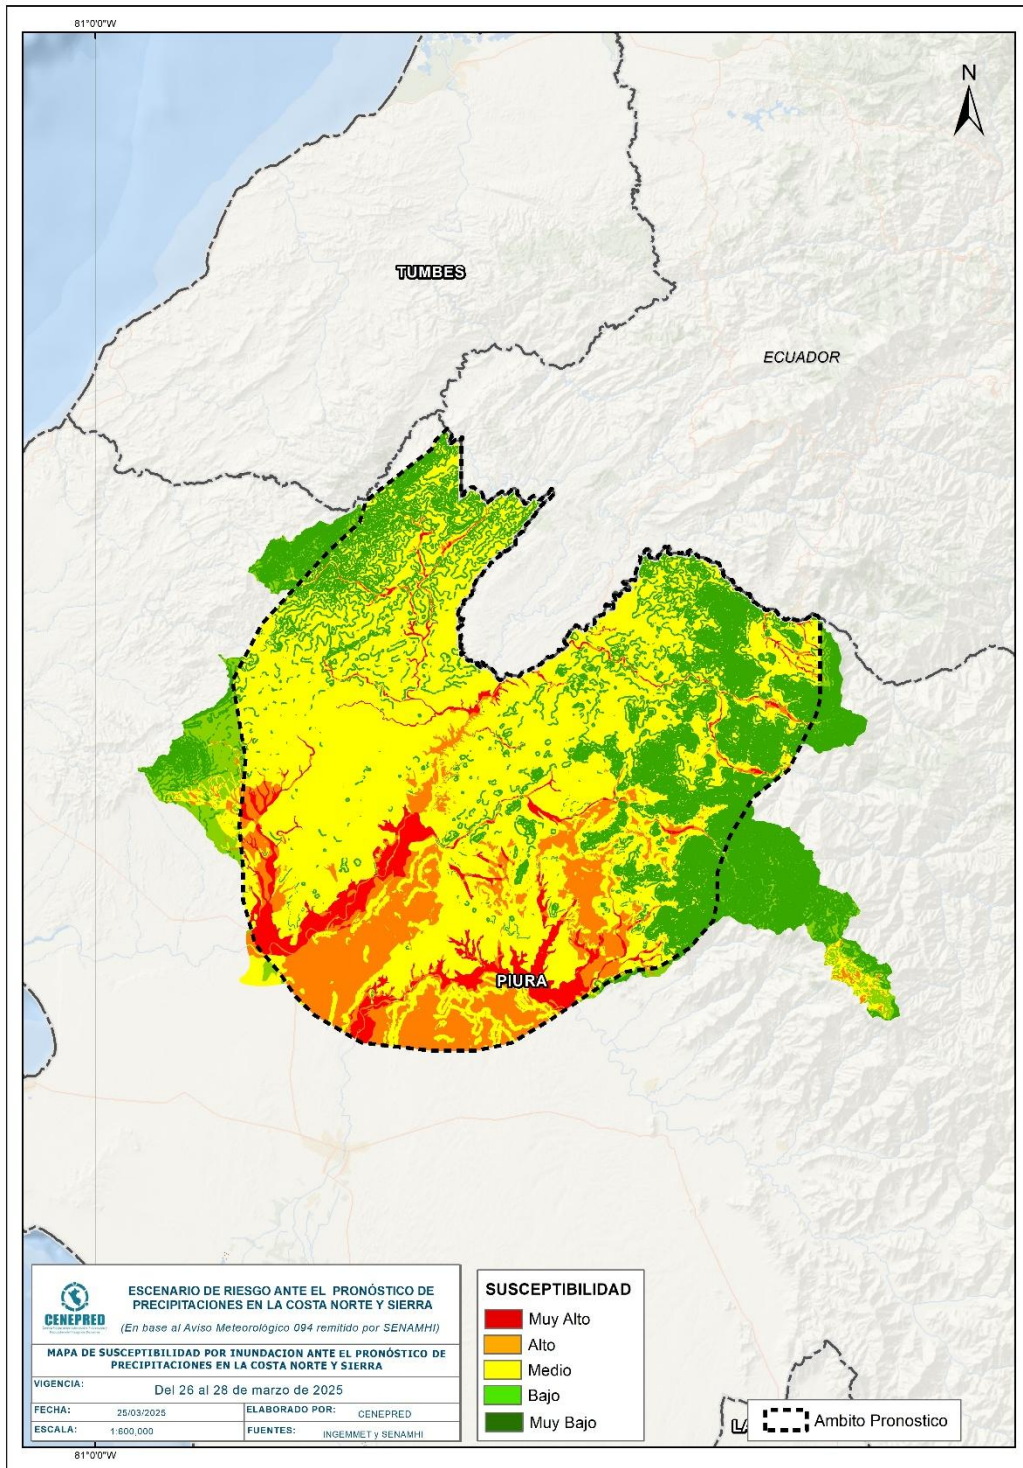 81°0'0"W
N
TUMBES
ECUADOR
PIURA
CENEPRED
ESCENARIO DE RIESGO ANTE EL PRONÓSTICO DE
PRECIPITACIONES EN LA COSTA NORTE Y SIERRA
(En base al Aviso Meteorológico 094 remitido por SENAMHI)
MAPA DE SUSCEPTIBILIDAD POR INUNDACION ANTE EL PRONÓSTICO DE
PRECIPITACIONES EN LA COSTA NORTE Y SIERRA
VIGENCIA: Del 26 al 28 de marzo de 2025
FECHA: 25/03/2025 ELABORADO POR: CENEPRED
ESCALA: 1:600,000 FUENTES: INGEMMET y SENAMHI
SUSCEPTIBILIDAD
Muy Alto
Alto
Medio
Bajo
Muy Bajo
LA
Ambito Pronostico
81°0'0"W